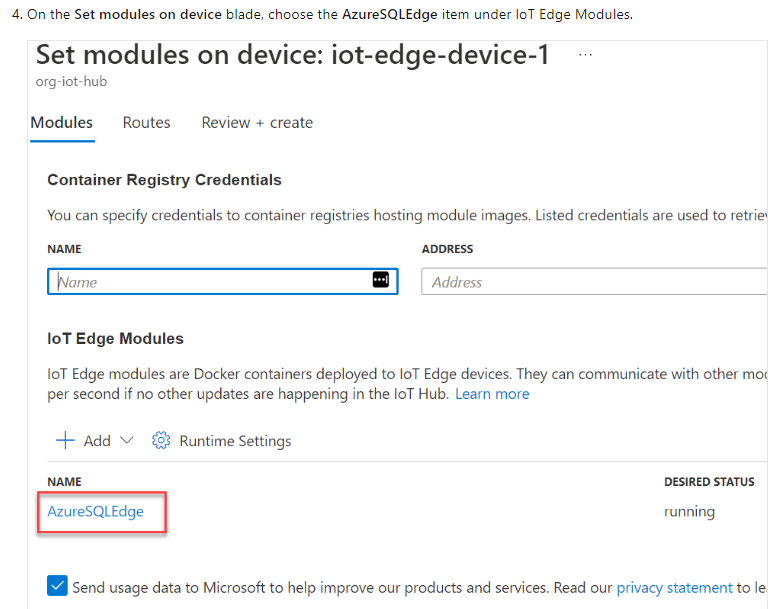 4. On the Set modules on device blade, choose the AzureSQLEdge item under IoT Edge Modules.
Set modules on device: iot-edge-device-1 ...
org-iot-hub
Modules Routes Review + create
Container Registry Credentials
You can specify credentials to container registries hosting module images. Listed credentials are used to retrie
NAME ADDRESS
Name Address
IoT Edge Modules
IoT Edge modules are Docker containers deployed to IoT Edge devices. They can communicate with other mod
per second if no other updates are happening in the IoT Hub. Learn more
Add Runtime Settings
NAME DESIRED STATUS
AzureSQLEdge running
Send usage data to Microsoft to help improve our products and services. Read our privacy statement to le